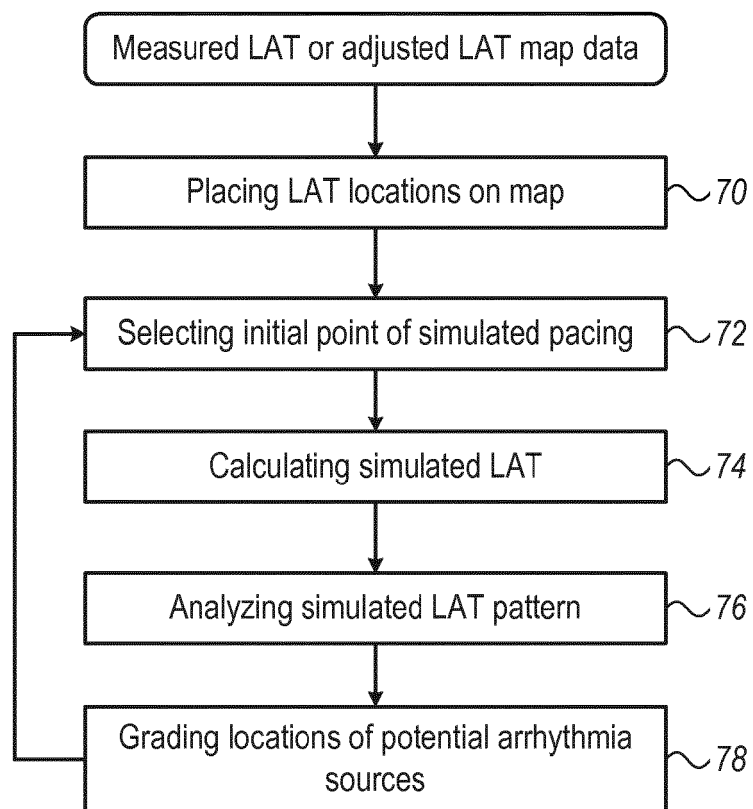 Measured LAT or adjusted LAT map data
Placing LAT locations on map
70
Selecting initial point of simulated pacing
72
Calculating simulated LAT
74
Analyzing simulated LAT pattern
76
Grading locations of potential arrhythmia
sources
78